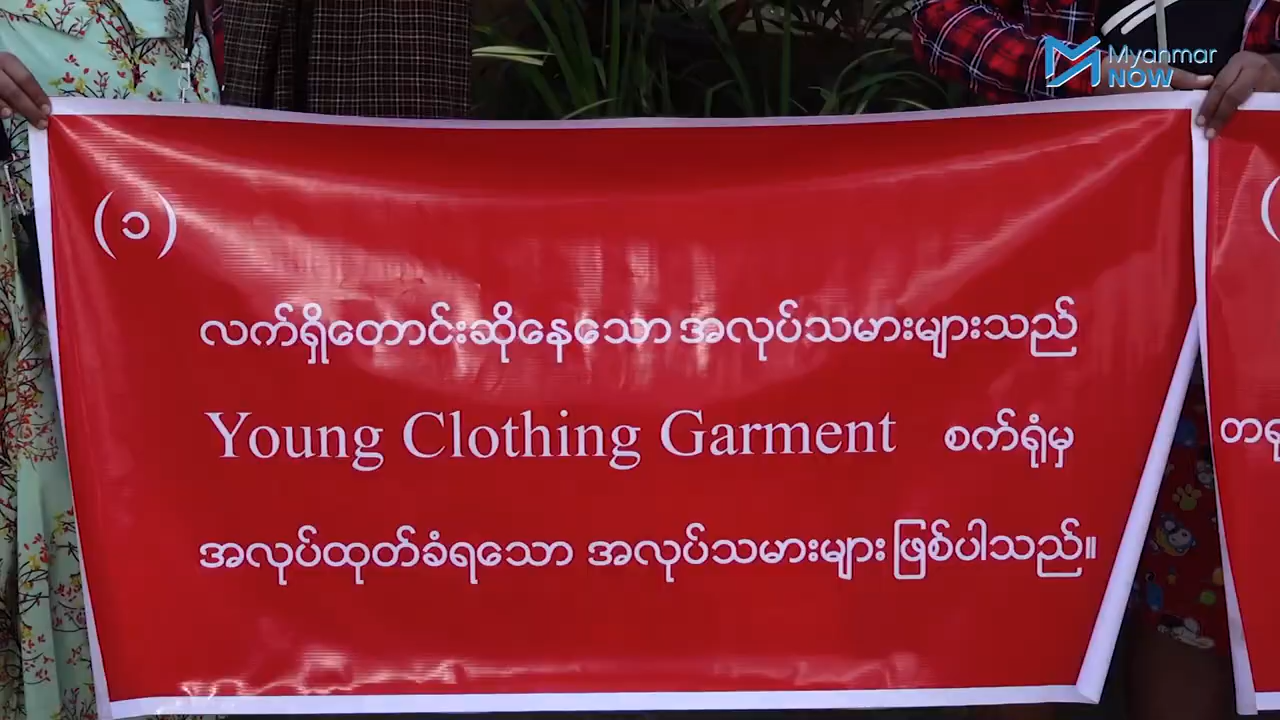 Myanmar
NOW
(၁)
လက်ရှိတောင်းဆိုနေသော အလုပ်သမားများသည်
Young Clothing Garment စက်ရုံမှ
အလုပ်ထုတ်ခံရသော အလုပ်သမားများ ဖြစ်ပါသည်။